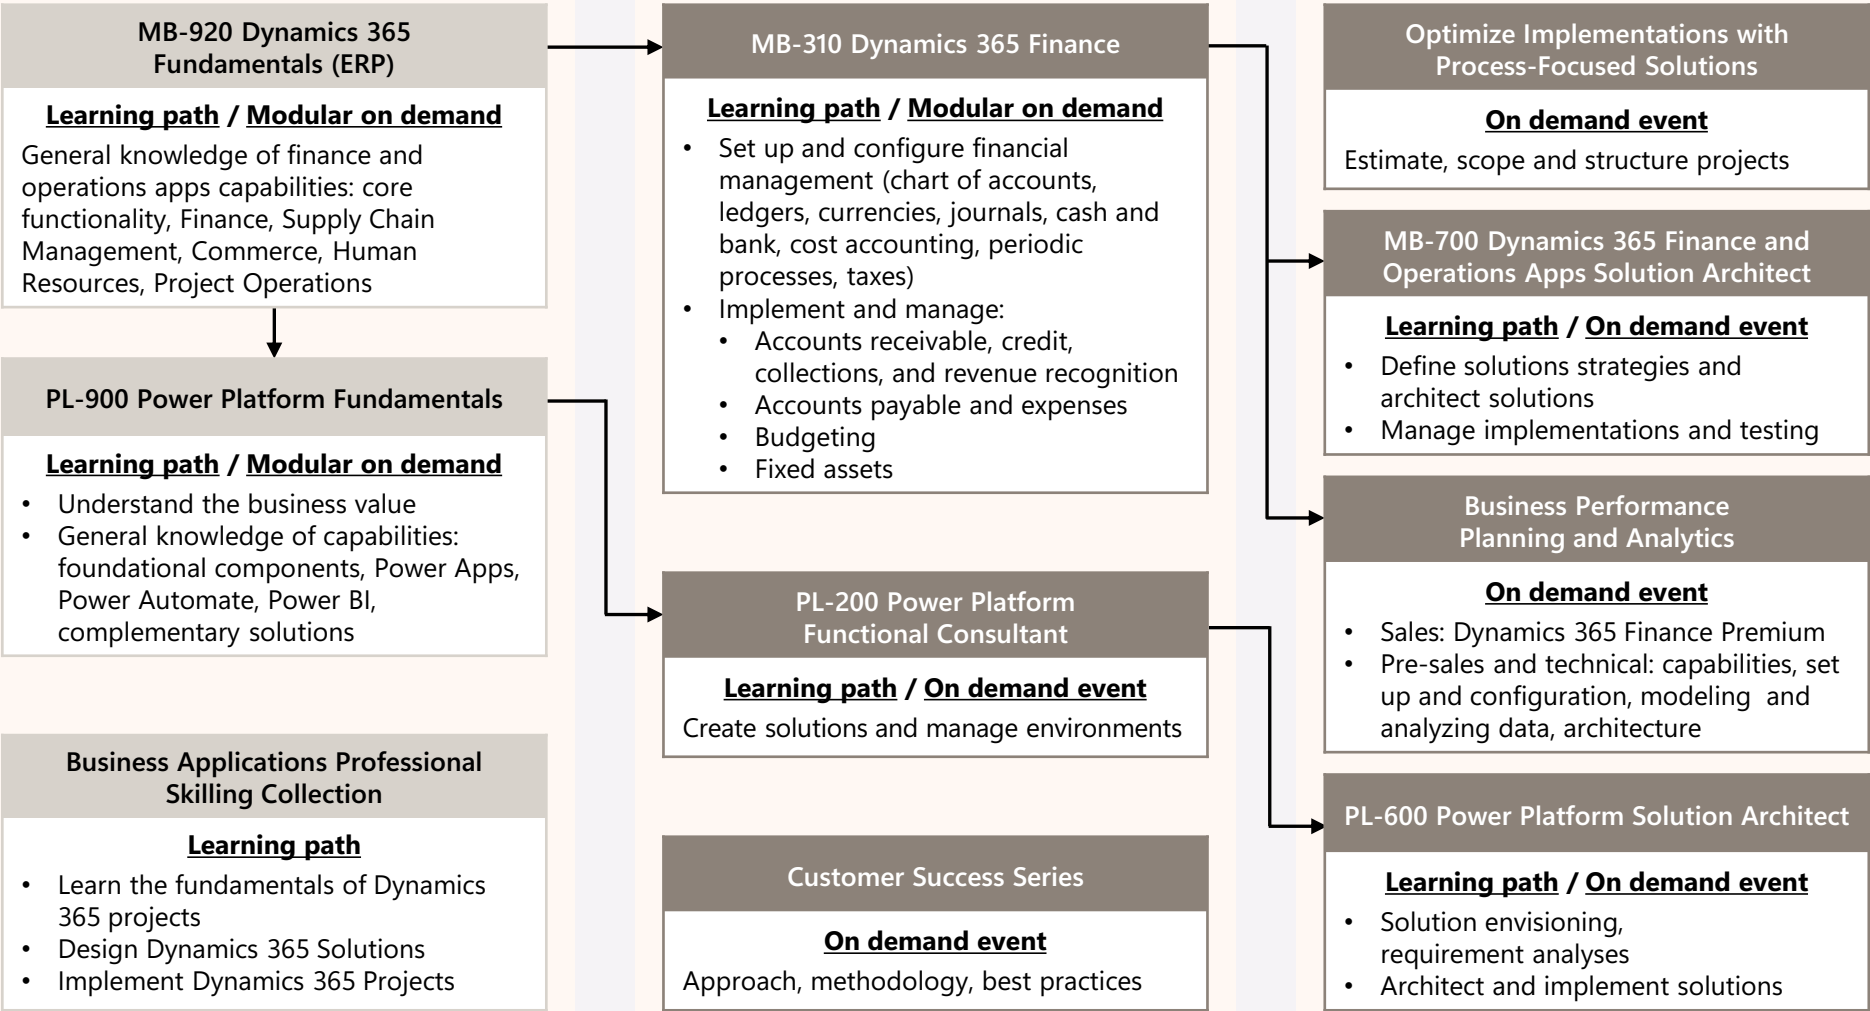 MB-920 Dynamics 365
Fundamentals (ERP)
Learning path / Modular on demand
General knowledge of finance and
operations apps capabilities: core
functionality, Finance, Supply Chain
Management, Commerce, Human
Resources, Project Operations
PL-900 Power Platform Fundamentals
Learning path / Modular on demand
• Understand the business value
• General knowledge of capabilities:
foundational components, Power Apps,
Power Automate, Power BI,
complementary solutions
Business Applications Professional
Skilling Collection
Learning path
• Learn the fundamentals of Dynamics
365 projects
• Design Dynamics 365 Solutions
• Implement Dynamics 365 Projects
MB-310 Dynamics 365 Finance
Learning path / Modular on demand
• Set up and configure financial
management (chart of accounts,
ledgers, currencies, journals, cash and
bank, cost accounting, periodic
processes, taxes)
• Implement and manage:
• Accounts receivable, credit,
collections, and revenue recognition
• Accounts payable and expenses
• Budgeting
• Fixed assets
PL-200 Power Platform
Functional Consultant
Learning path / On demand event
Create solutions and manage environments
Customer Success Series
On demand event
Approach, methodology, best practices
Optimize Implementations with
Process-Focused Solutions
On demand event
Estimate, scope and structure projects
MB-700 Dynamics 365 Finance and
Operations Apps Solution Architect
Learning path / On demand event
• Define solutions strategies and
architect solutions
• Manage implementations and testing
Business Performance
Planning and Analytics
On demand event
• Sales: Dynamics 365 Finance Premium
• Pre-sales and technical: capabilities, set
up and configuration, modeling  and
analyzing data, architecture
PL-600 Power Platform Solution Architect
Learning path / On demand event
• Solution envisioning,
requirement analyses
• Architect and implement solutions